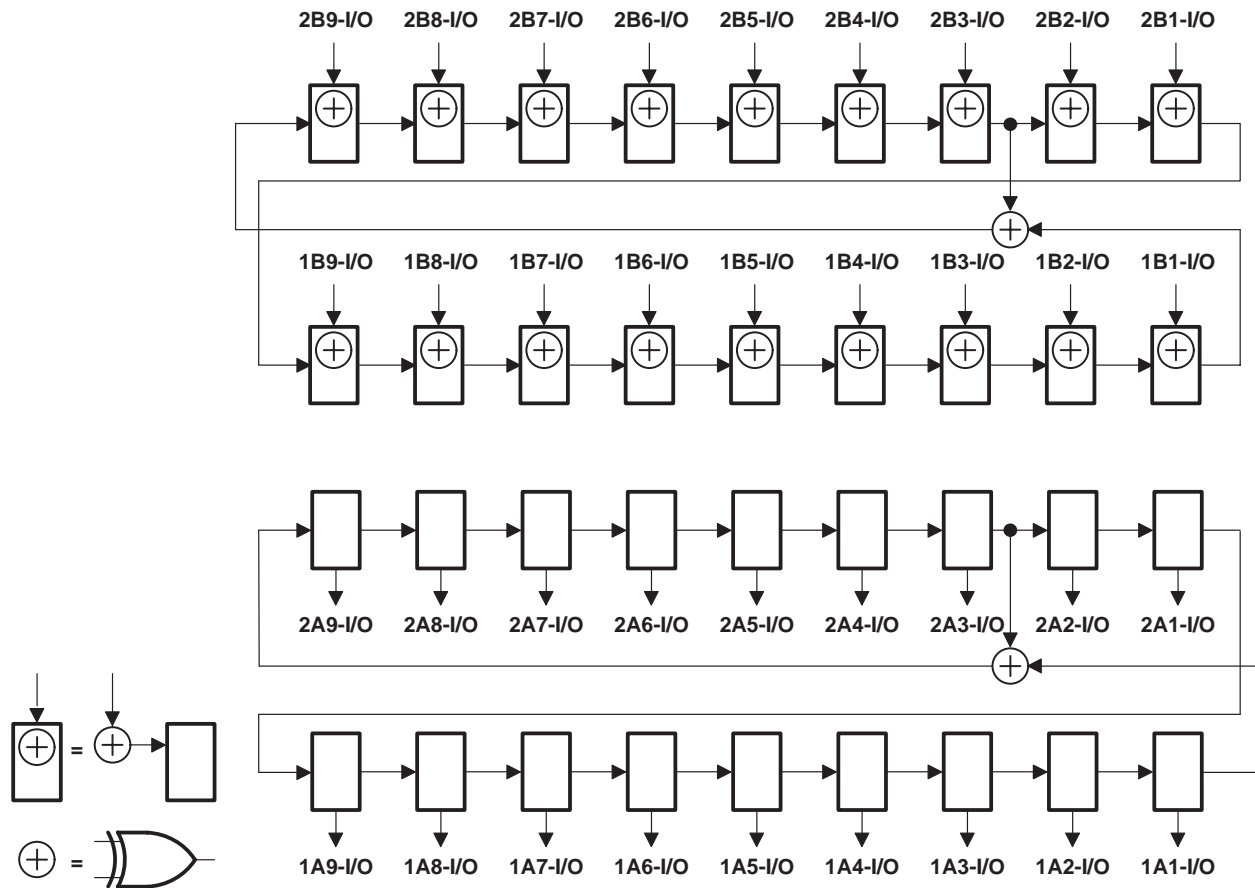 2B9-I/O 2B8-I/O 2B7-I/O 2B6-I/O 2B5-I/O 2B4-I/O 2B3-I/O 2B2-I/O 2B1-I/O
1B9-I/O 1B8-I/O 1B7-I/O 1B6-I/O 1B5-I/O 1B4-I/O 1B3-I/O 1B2-I/O 1B1-I/O
2A9-I/O 2A8-I/O 2A7-I/O 2A6-I/O 2A5-I/O 2A4-I/O 2A3-I/O 2A2-I/O 2A1-I/O
=
=
1A9-I/O 1A8-I/O 1A7-I/O 1A6-I/O 1A5-I/O 1A4-I/O 1A3-I/O 1A2-I/O 1A1-I/O